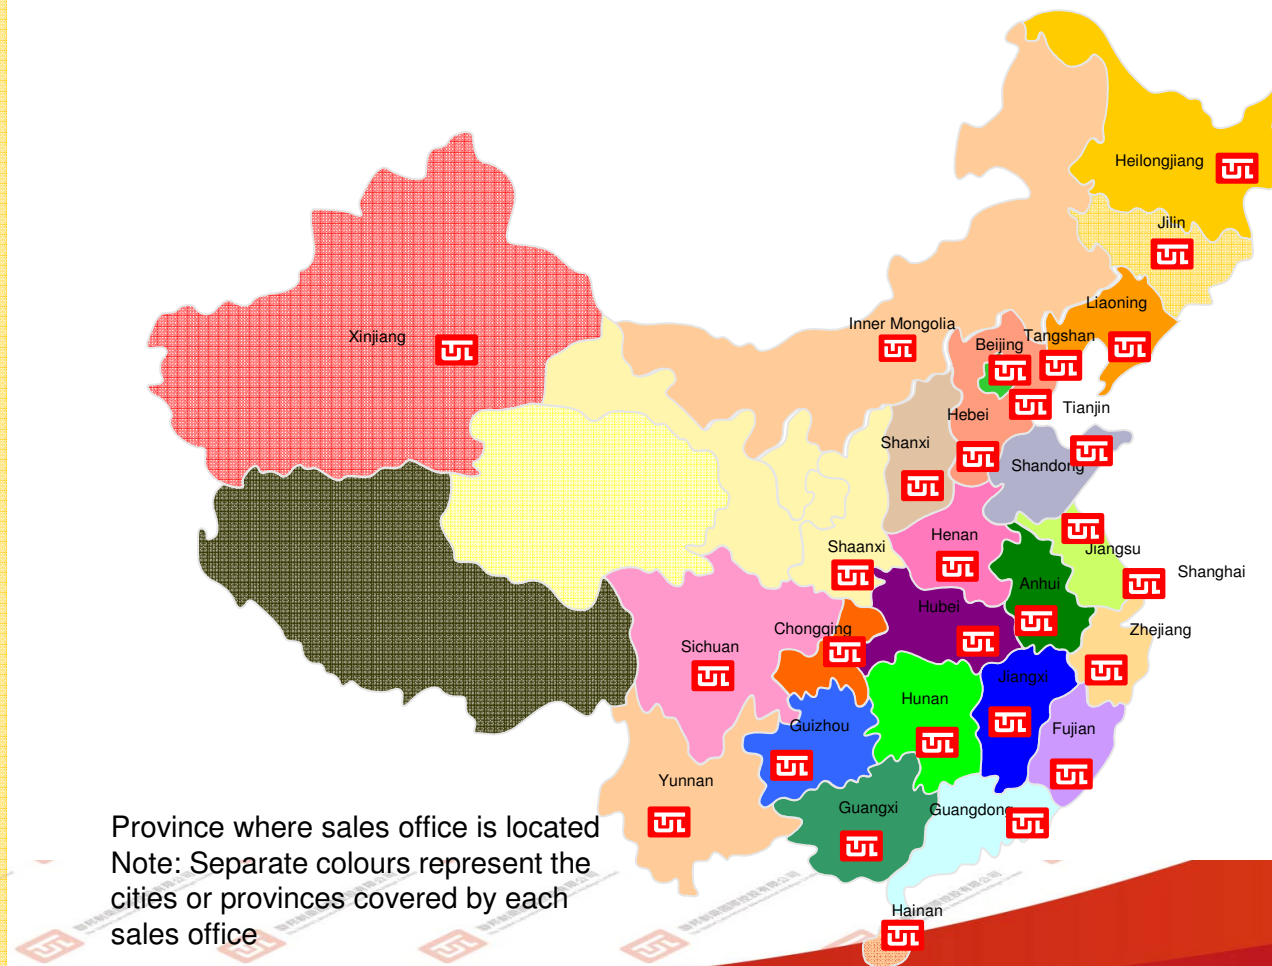 Heilongjiang
Jilin
Liaoning
Inner Mongolia
Tangshan
Xinjiang
Beijing
Tianjin
Hebei
Shanxi
Shandong
Henan
Shaanxi
Jiangsu
Shanghai
Anhui
Hubei
Chongqing
Zhejiang
Sichuan
Jiangxi
Hunan
Guizhou
Fujian
Yunnan
Guangxi
Guangdong
Province where sales office is located
Note: Separate colours represent the
cities or provinces covered by each
sales office
Hainan